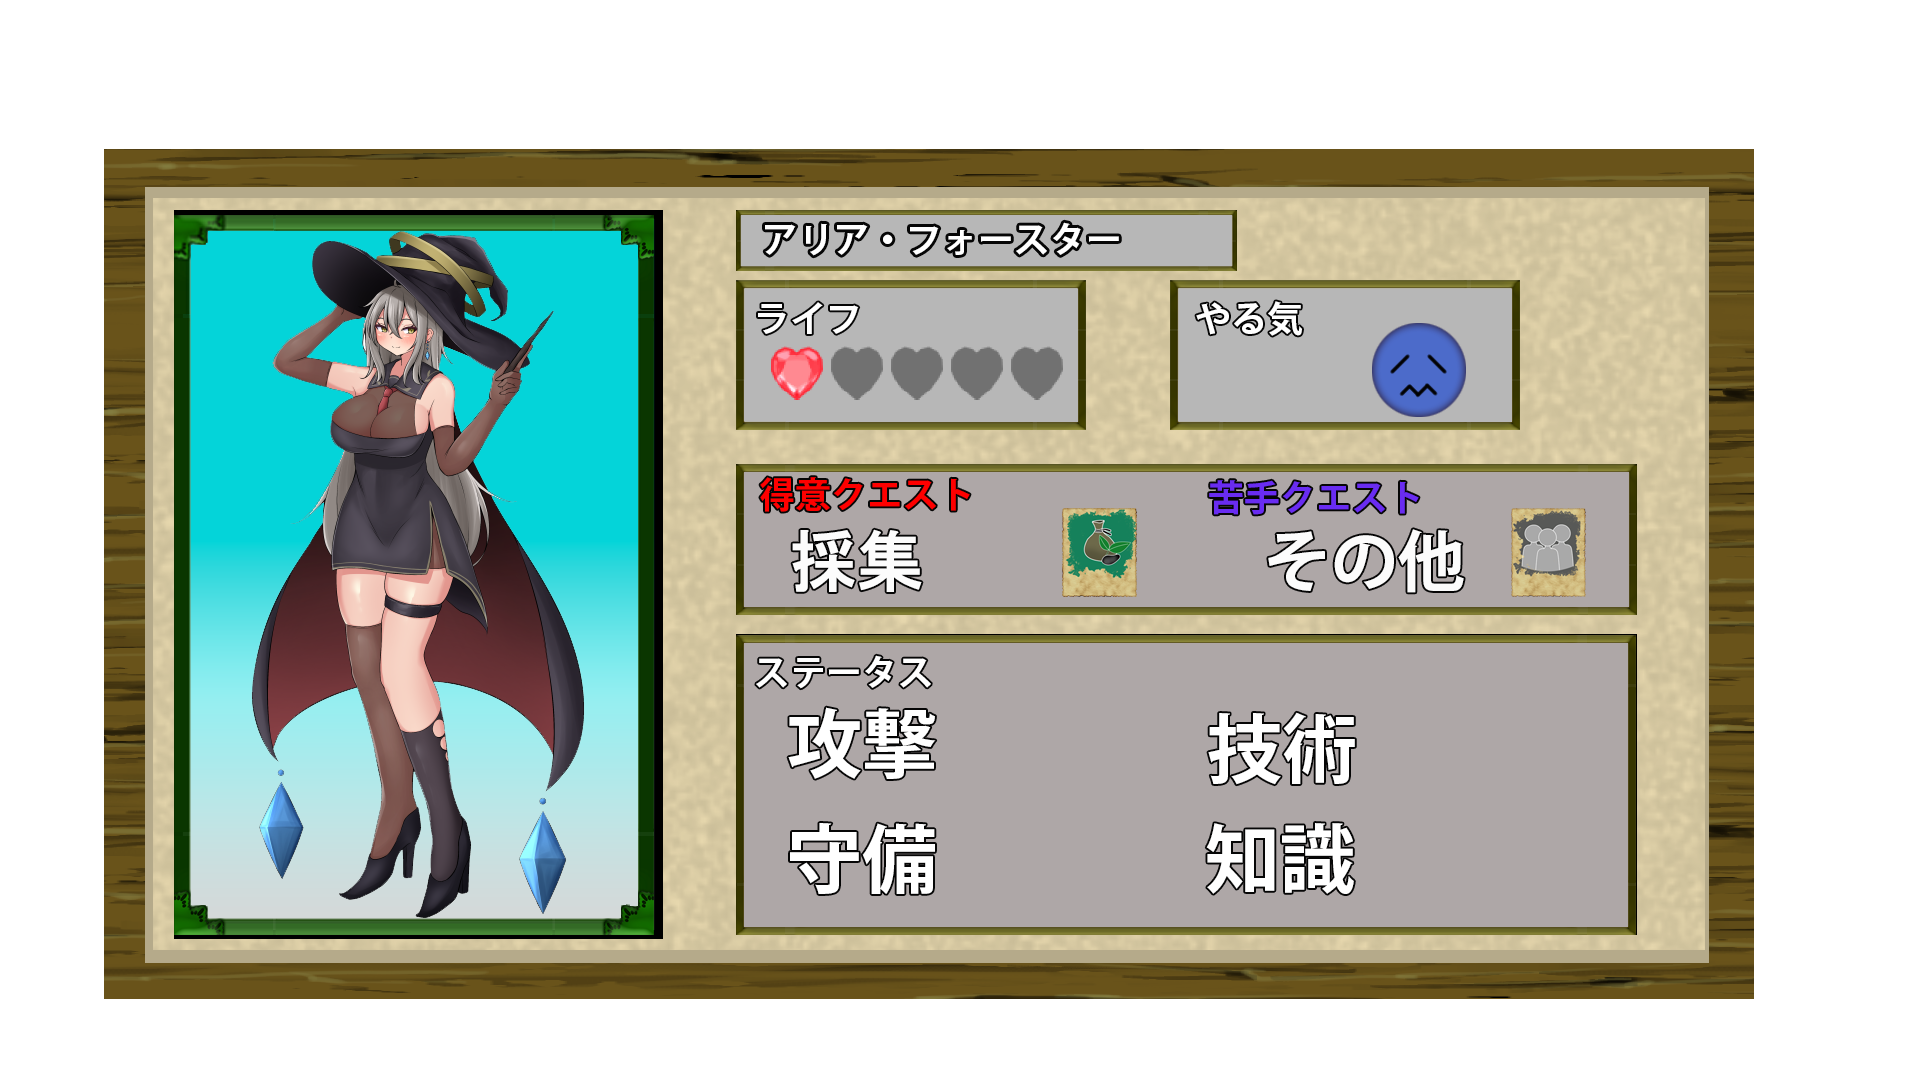 アリア・フォースター
ライフ
やる気
得意クエスト
苦手クエスト
採集
その他
ステータス
攻撃
技術
守備
知識